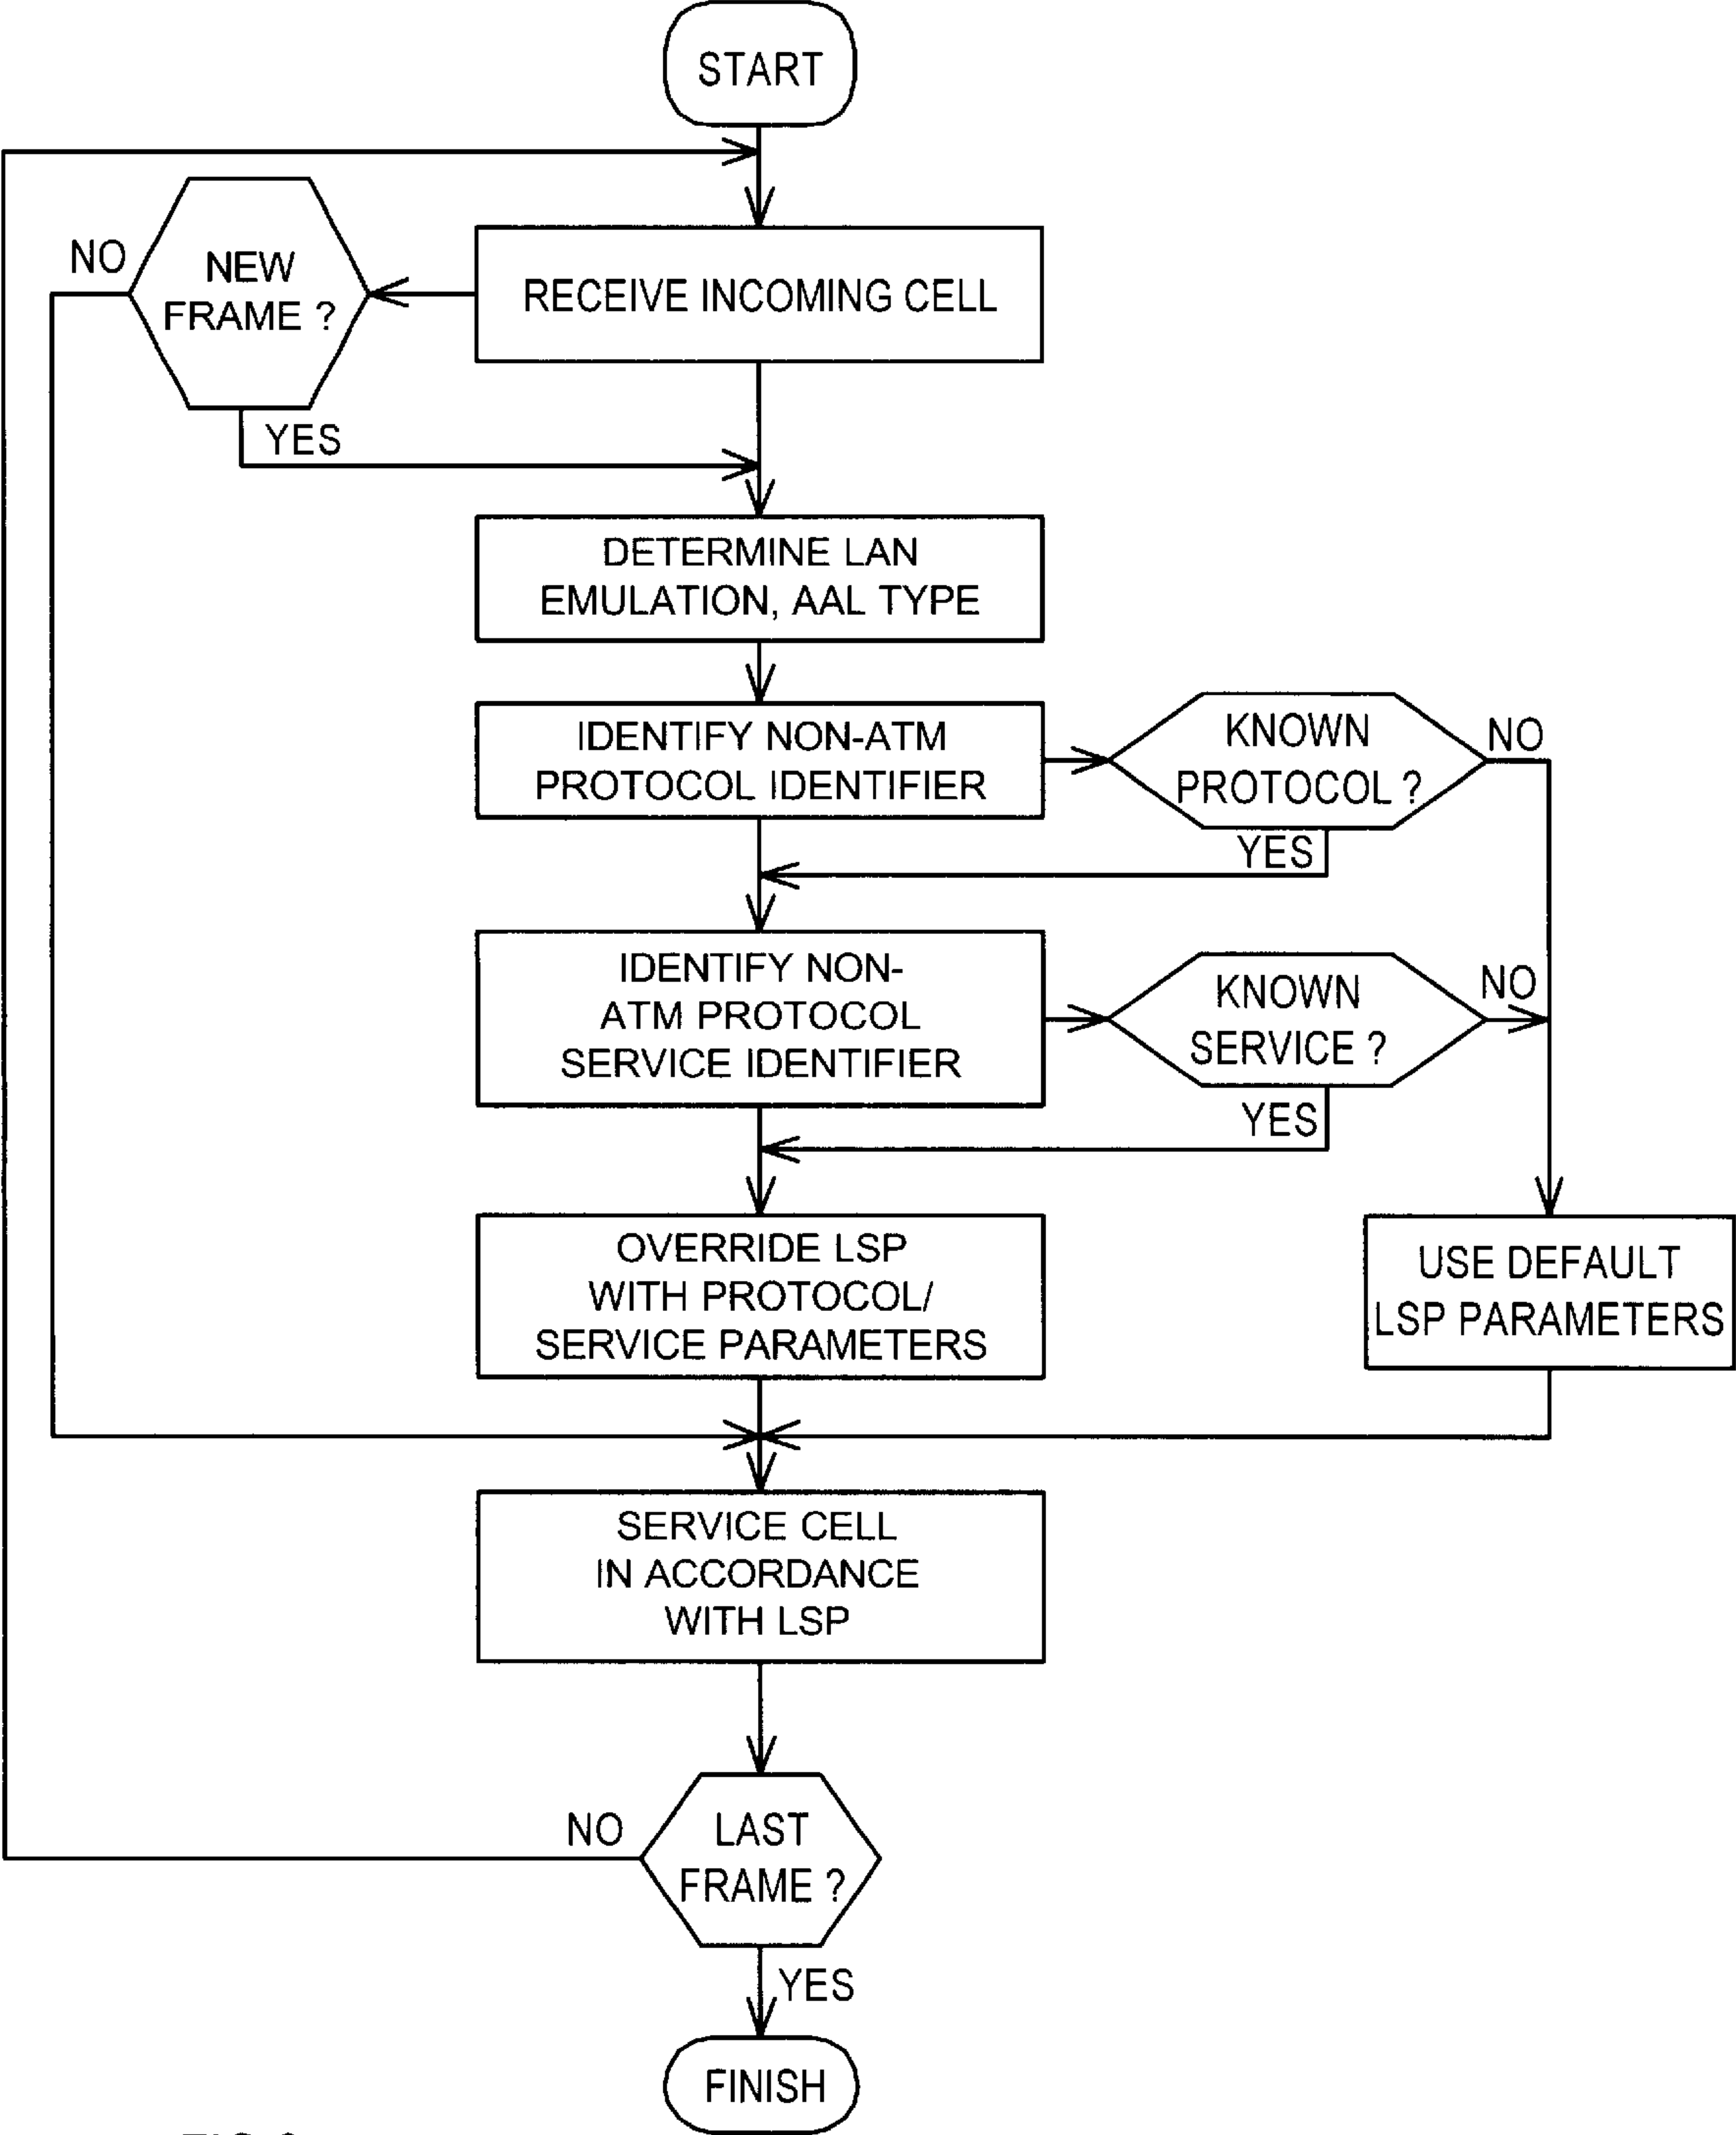 START
NO
NEW
FRAME ?
RECEIVE INCOMING CELL
YES
DETERMINE LAN
EMULATION, AAL TYPE
IDENTIFY NON-ATM
PROTOCOL IDENTIFIER
KNOWN
PROTOCOL ?
NO
YES
IDENTIFY NON-
ATM PROTOCOL
SERVICE IDENTIFIER
KNOWN
SERVICE ?
NO
YES
OVERRIDE LSP
WITH PROTOCOL/
SERVICE PARAMETERS
USE DEFAULT
LSP PARAMETERS
SERVICE CELL
IN ACCORDANCE
WITH LSP
NO
LAST
FRAME ?
YES
FINISH